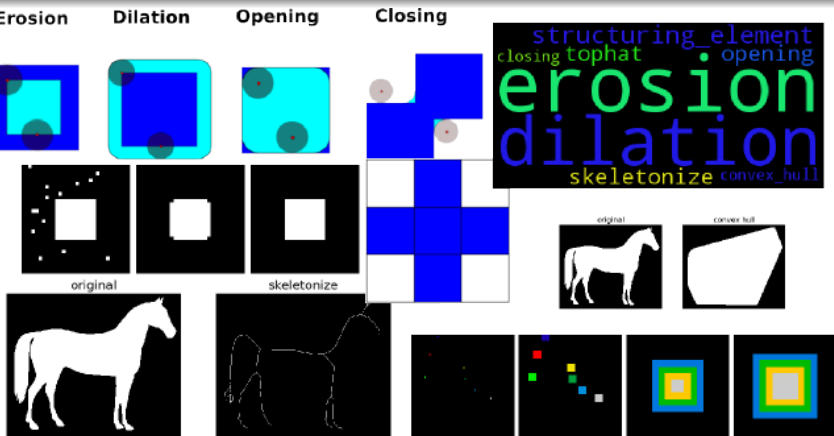 Erosion Dilation Opening Closing
structuring_element
closing tophat opening
erosion
dilation
skeletonize convex_hull
original convex hull
original skeletonize